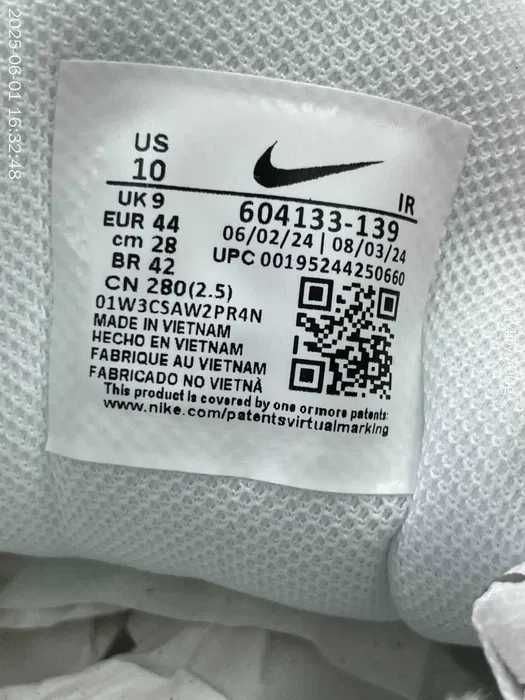 2025-06-01 16:32:48
US
10
IR
UK 9
604133-139
EUR 44
06/02/24 | 08/03/24
cm 28
UPC 00195244250660
BR 42
CN 280(2.5)
01W3CSAW2PR4N
MADE IN VIETNAM
HECHO EN VIETNAM
FABRIQUE AU VIETNAM
FABRICADO NO VIETNÃ
This product is covered by one or more patents:
www.nike.com/patentsvirtualmarking